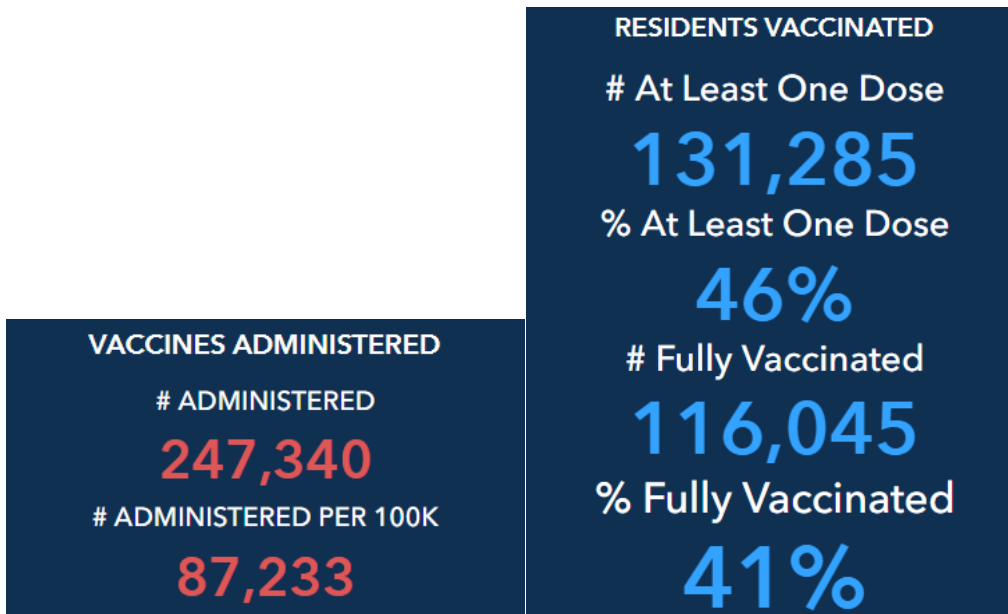 VACCINES ADMINISTERED
# ADMINISTERED
247,340
# ADMINISTERED PER 100K
87,233
RESIDENTS VACCINATED
# At Least One Dose
131,285
% At Least One Dose
46%
# Fully Vaccinated
116,045
% Fully Vaccinated
41%